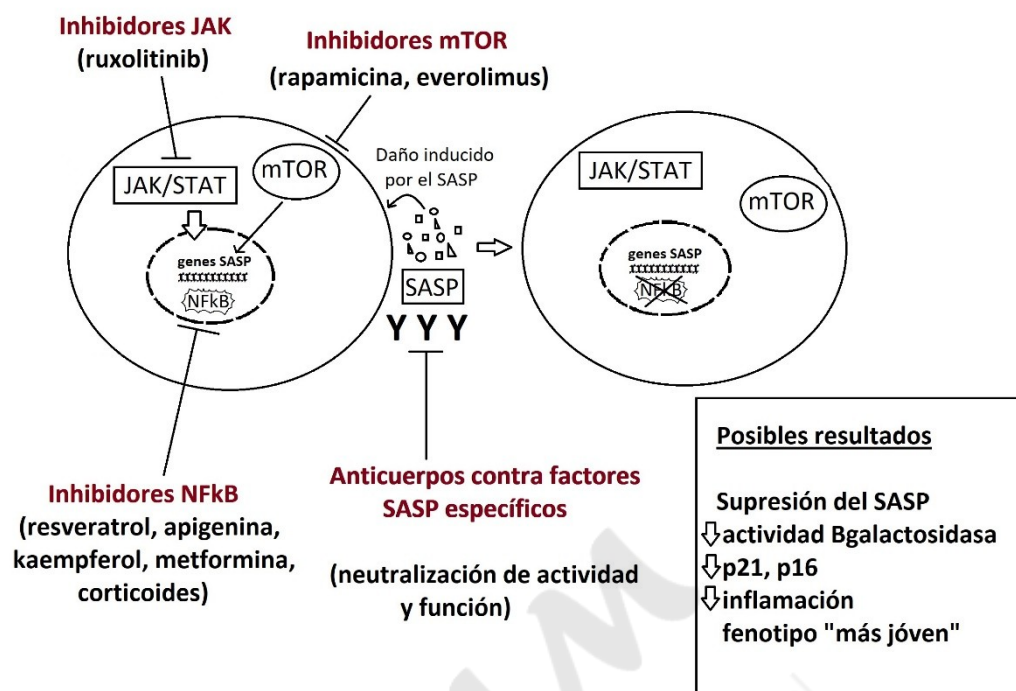 Inhibidores JAK
(ruxolitinib)
Inhibidores mTOR
(rapamicina, everolimus)
JAK/STAT
mTOR
Daño inducido
por el SASP
genes SASP
NFkB
SASP
Y Y Y
JAK/STAT
mTOR
genes SASP
NFkB
Inhibidores NFkB
(resveratrol, apigenina,
kaempferol, metformina,
corticoides)
Anticuerpos contra factores
SASP específicos
(neutralización de actividad
y función)
Posibles resultados
Supresión del SASP
actividad Bgalactosidasa
p21, p16
inflamación
fenotipo "más jóven"